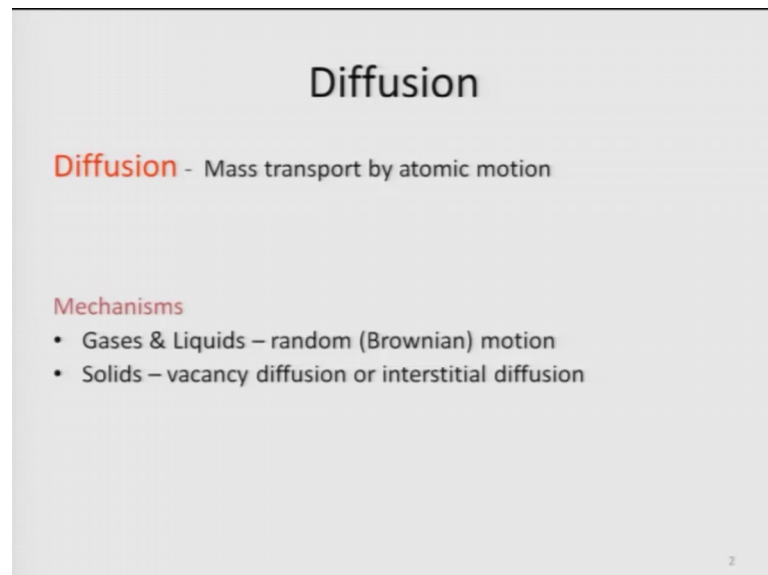 Diffusion
Diffusion - Mass transport by atomic motion
Mechanisms
• Gases & Liquids – random (Brownian) motion
• Solids – vacancy diffusion or interstitial diffusion
2